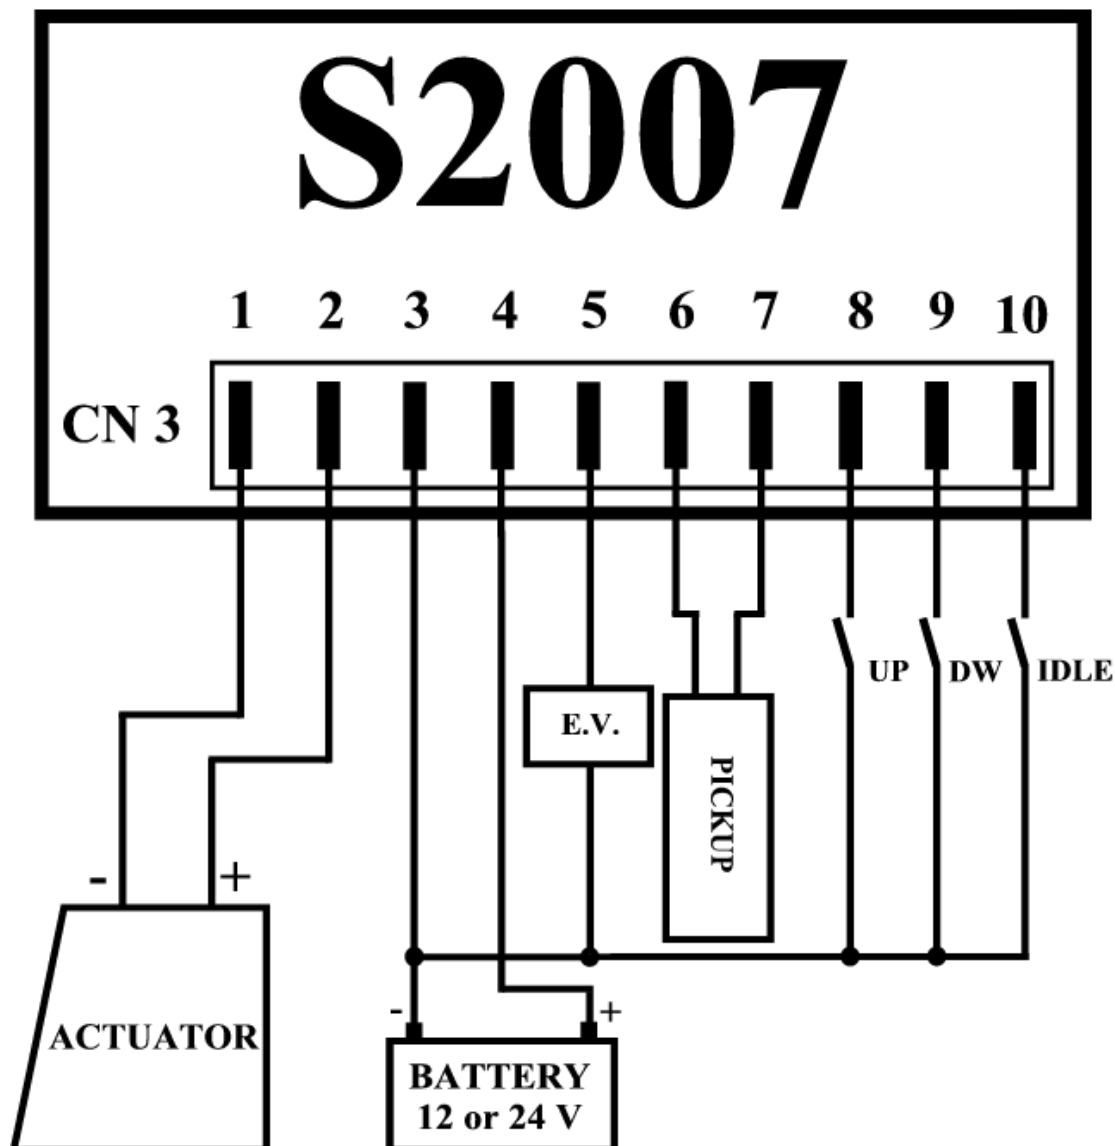 S2007
1 2 3 4 5 6 7 8 9 10
CN 3
UP DW IDLE
E.V.
PICKUP
- +
- +
ACTUATOR
BATTERY
12 or 24 V